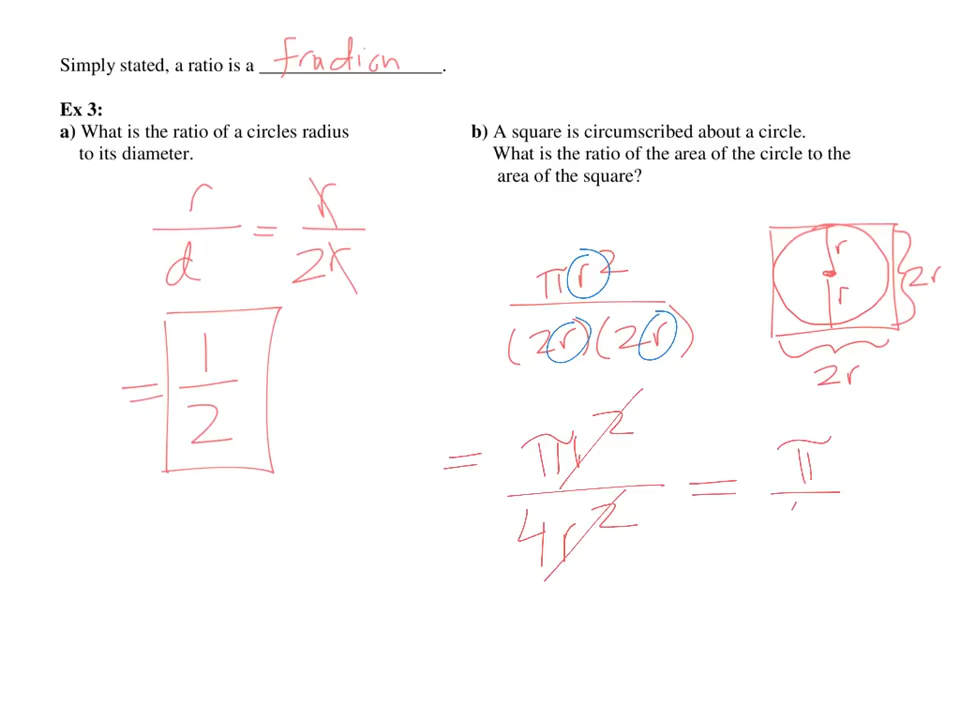 Simply stated, a ratio is a fraction.
Ex 3:
a) What is the ratio of a circles radius
to its diameter.
r/d = r/2r
= 1/2
b) A square is circumscribed about a circle.
What is the ratio of the area of the circle to the
area of the square?
πr²/(2r)(2r)
r
r
2r
2r
= πr²/4r² = π/